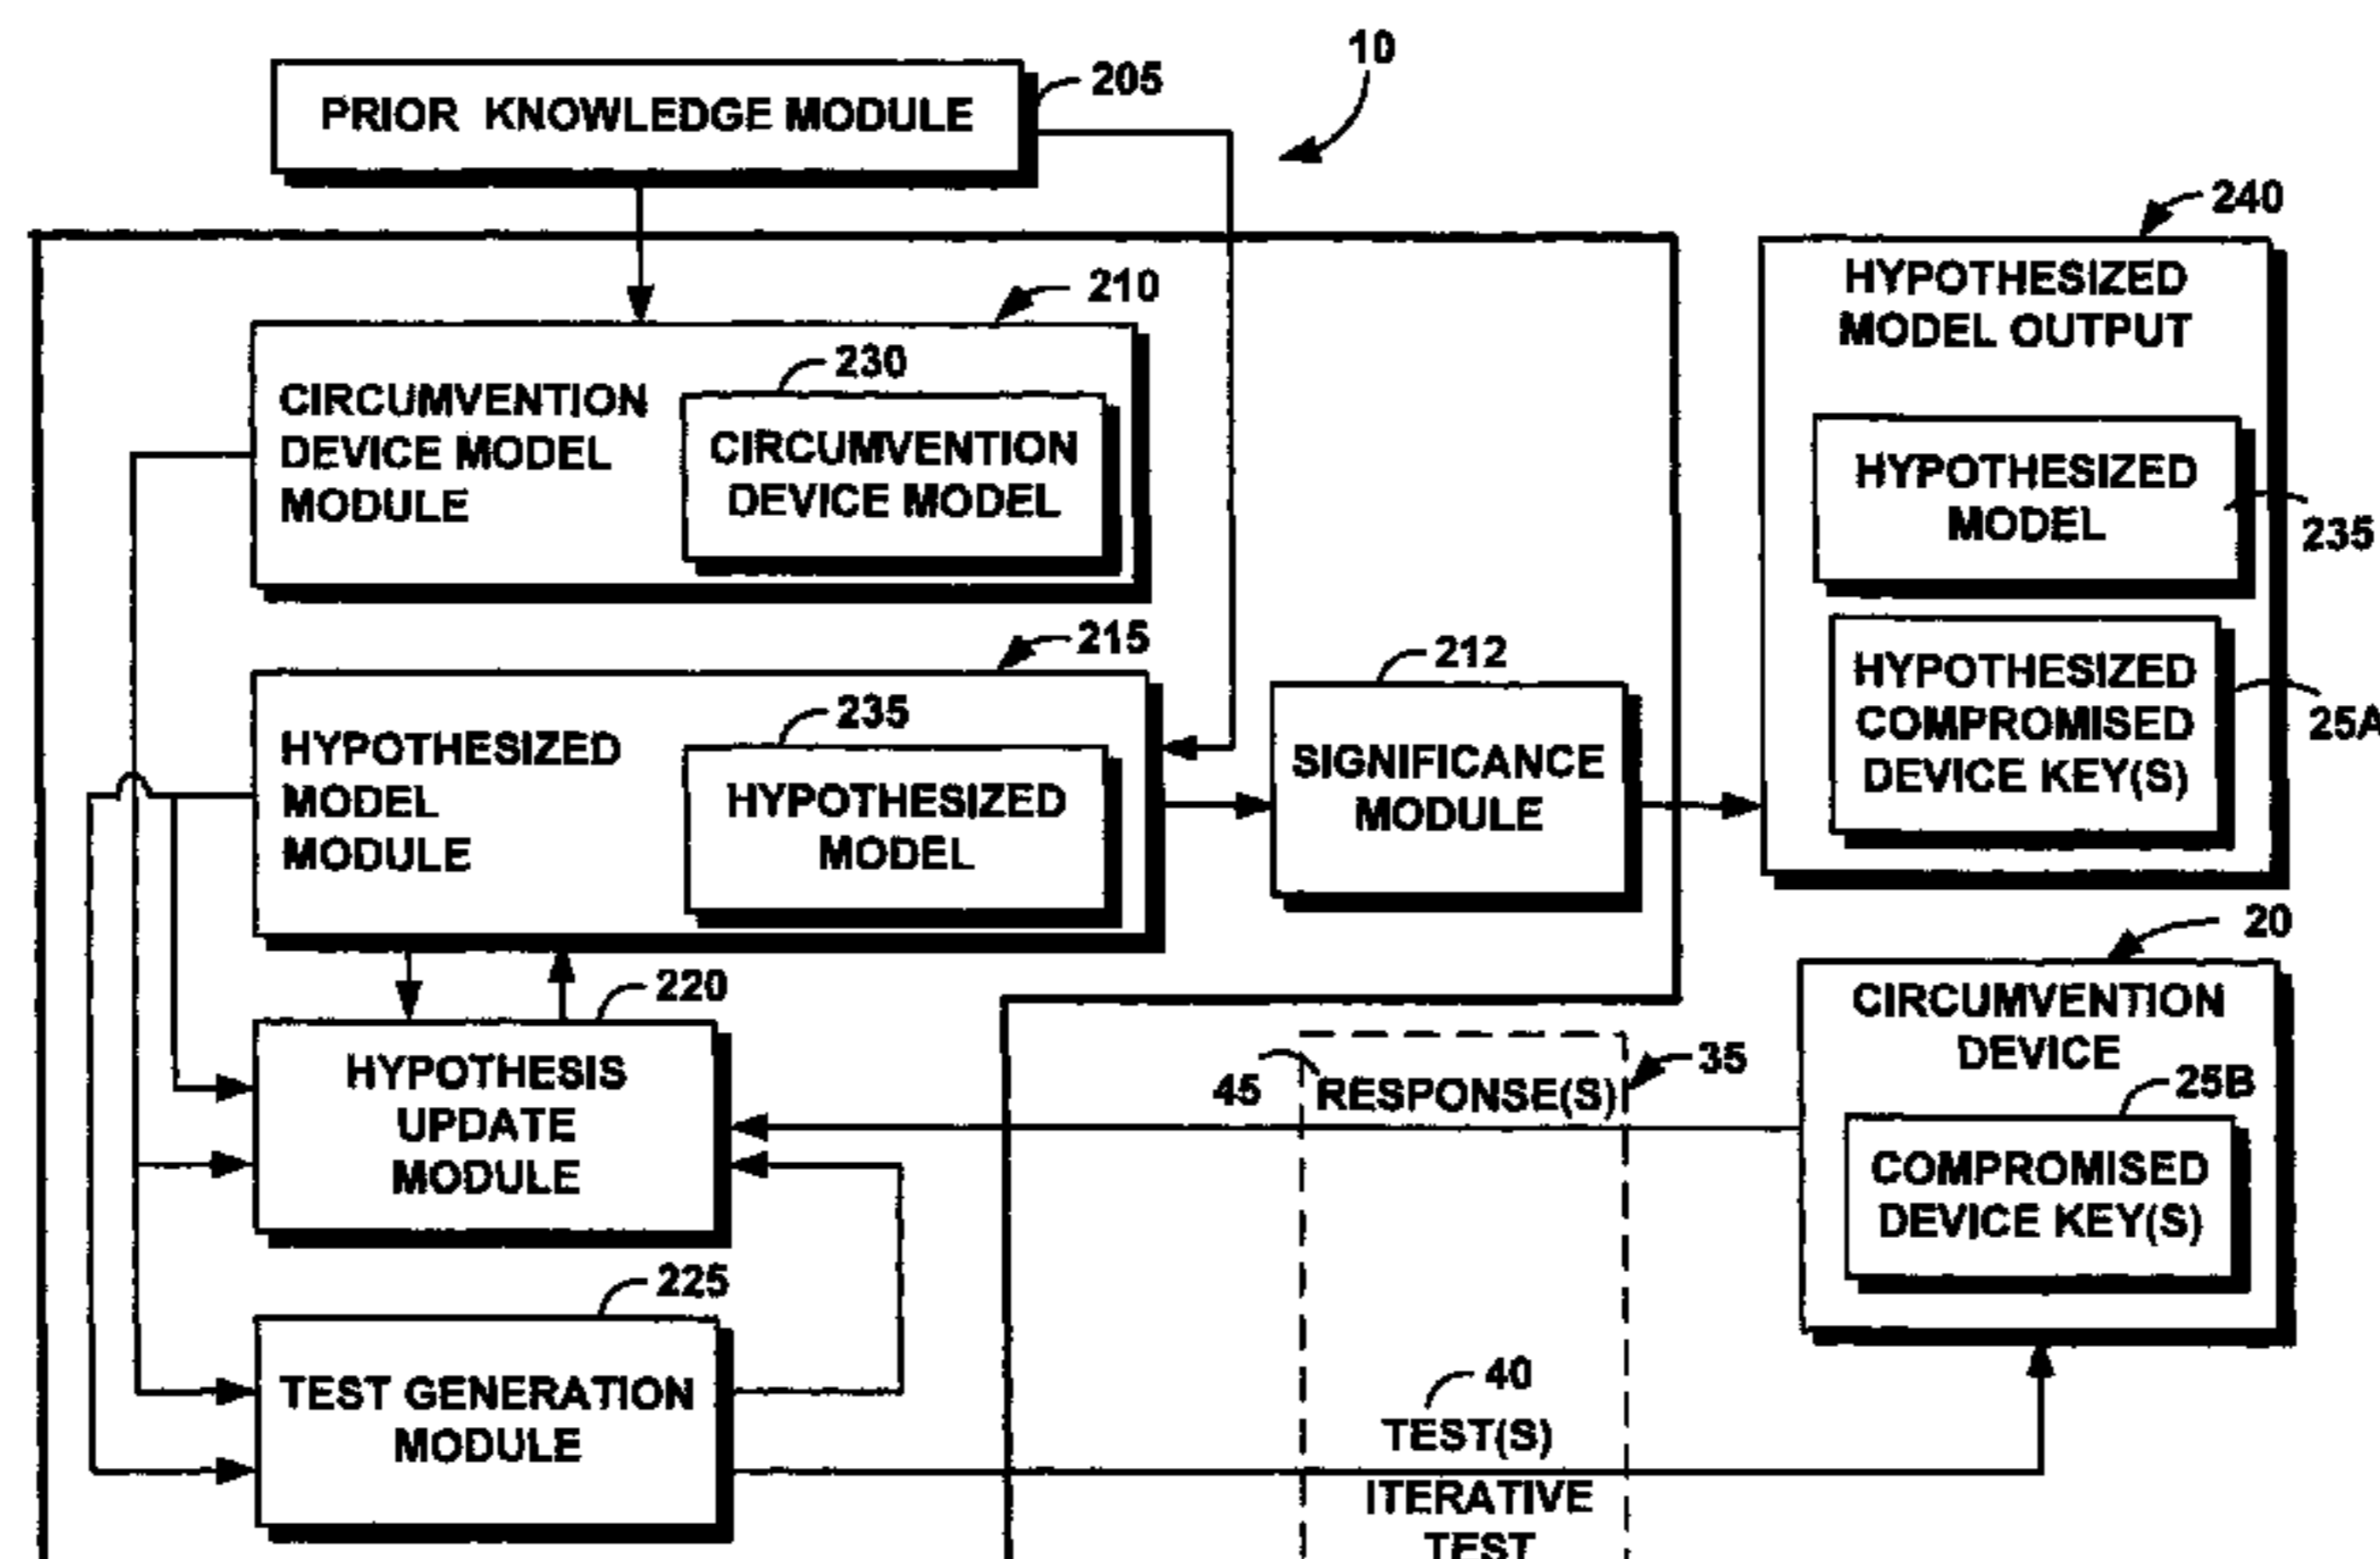 10
PRIOR KNOWLEDGE MODULE
205
240
HYPOTHESIZED
MODEL OUTPUT
210
230
CIRCUMVENTION
DEVICE MODEL
MODULE
CIRCUMVENTION
DEVICE MODEL
HYPOTHESIZED
MODEL
235
215
235
HYPOTHESIZED
MODEL
MODULE
HYPOTHESIZED
MODEL
212
SIGNIFICANCE
MODULE
HYPOTHESIZED
COMPROMISED
DEVICE KEY(S)
25A
220
HYPOTHESIS
UPDATE
MODULE
45
RESPONSE(S)
35
20
CIRCUMVENTION
DEVICE
25B
COMPROMISED
DEVICE KEY(S)
225
TEST GENERATION
MODULE
40
TEST(S)
ITERATIVE
TEST